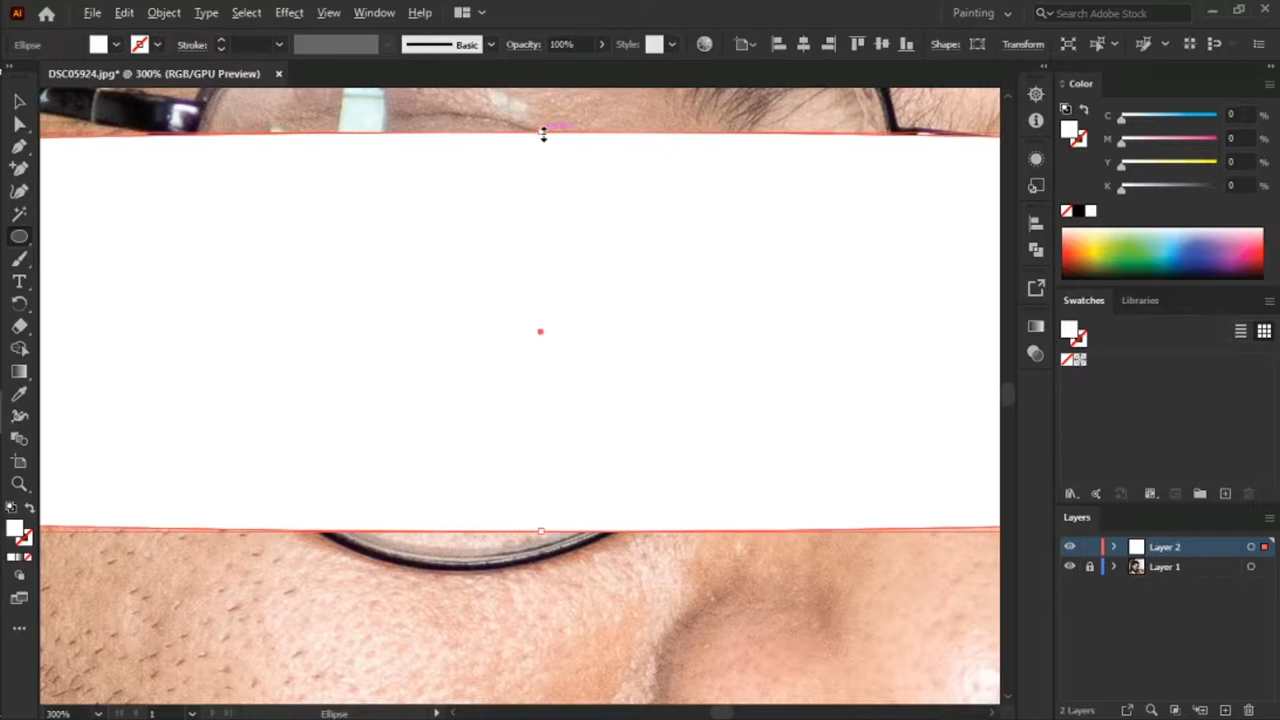 Ai File Edit Object Type Select Effect View Window Help Painting Search Adobe Stock
Ellipse Stroke: Basic Opacity: 100% Style: Shape: Transform
DSC05924.jpg* @ 300% (RGB/GPU Preview)
Color
C 0 %
M 0 %
Y 0 %
K 0 %
Swatches Libraries
Layers
Layer 2
Layer 1
300% 1 Ellipse
2 Layers